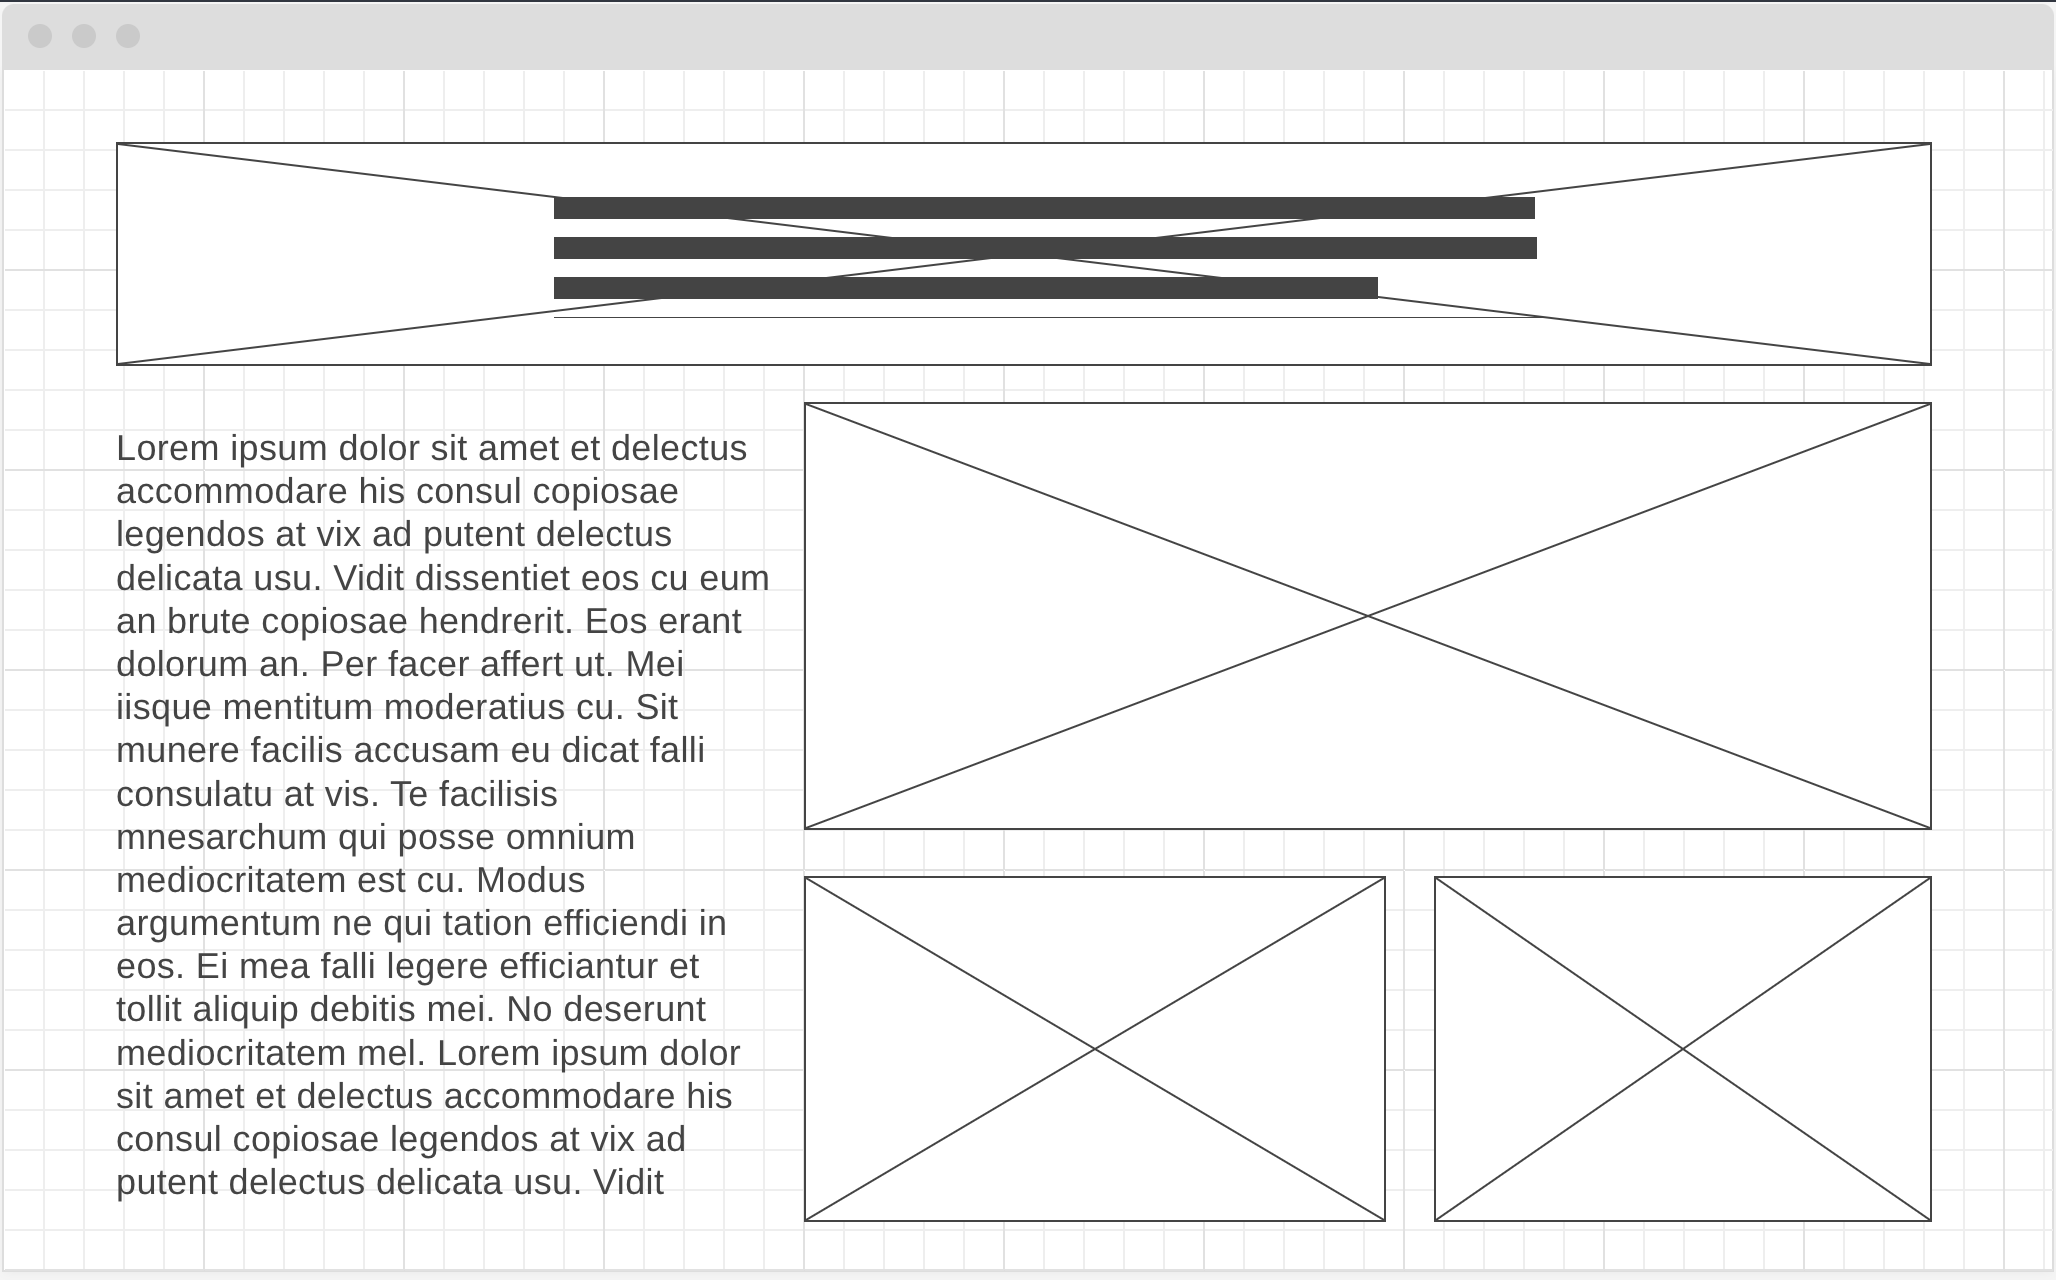 Lorem ipsum dolor sit amet et delectus
accommodare his consul copiosae
legendos at vix ad putent delectus
delicata usu. Vidit dissentiet eos cu eum
an brute copiosae hendrerit. Eos erant
dolorum an. Per facer affert ut. Mei
iisque mentitum moderatius cu. Sit
munere facilis accusam eu dicat falli
consulatu at vis. Te facilisis
mnesarchum qui posse omnium
mediocritatem est cu. Modus
argumentum ne qui tation efficiendi in
eos. Ei mea falli legere efficiantur et
tollit aliquip debitis mei. No deserunt
mediocritatem mel. Lorem ipsum dolor
sit amet et delectus accommodare his
consul copiosae legendos at vix ad
putent delectus delicata usu. Vidit